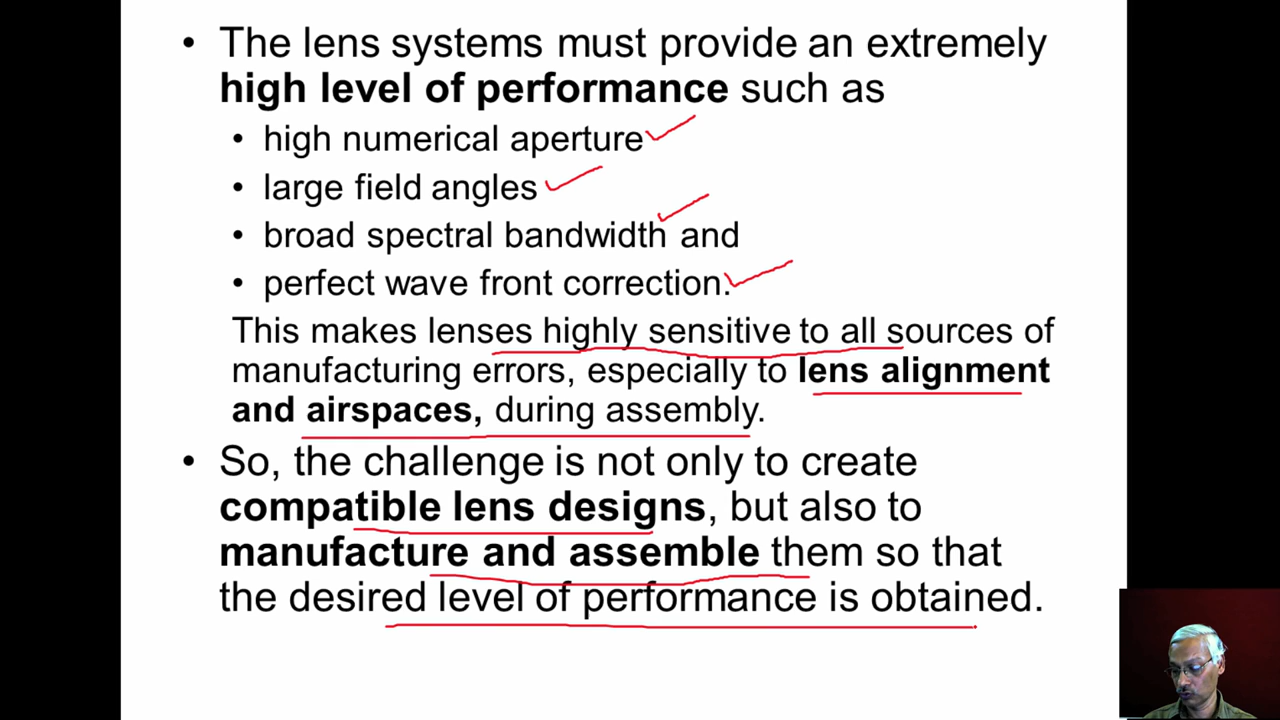 • The lens systems must provide an extremely
high level of performance such as
• high numerical aperture
• large field angles
• broad spectral bandwidth and
• perfect wave front correction.
This makes lenses highly sensitive to all sources of
manufacturing errors, especially to lens alignment
and airspaces, during assembly.
• So, the challenge is not only to create
compatible lens designs, but also to
manufacture and assemble them so that
the desired level of performance is obtained.